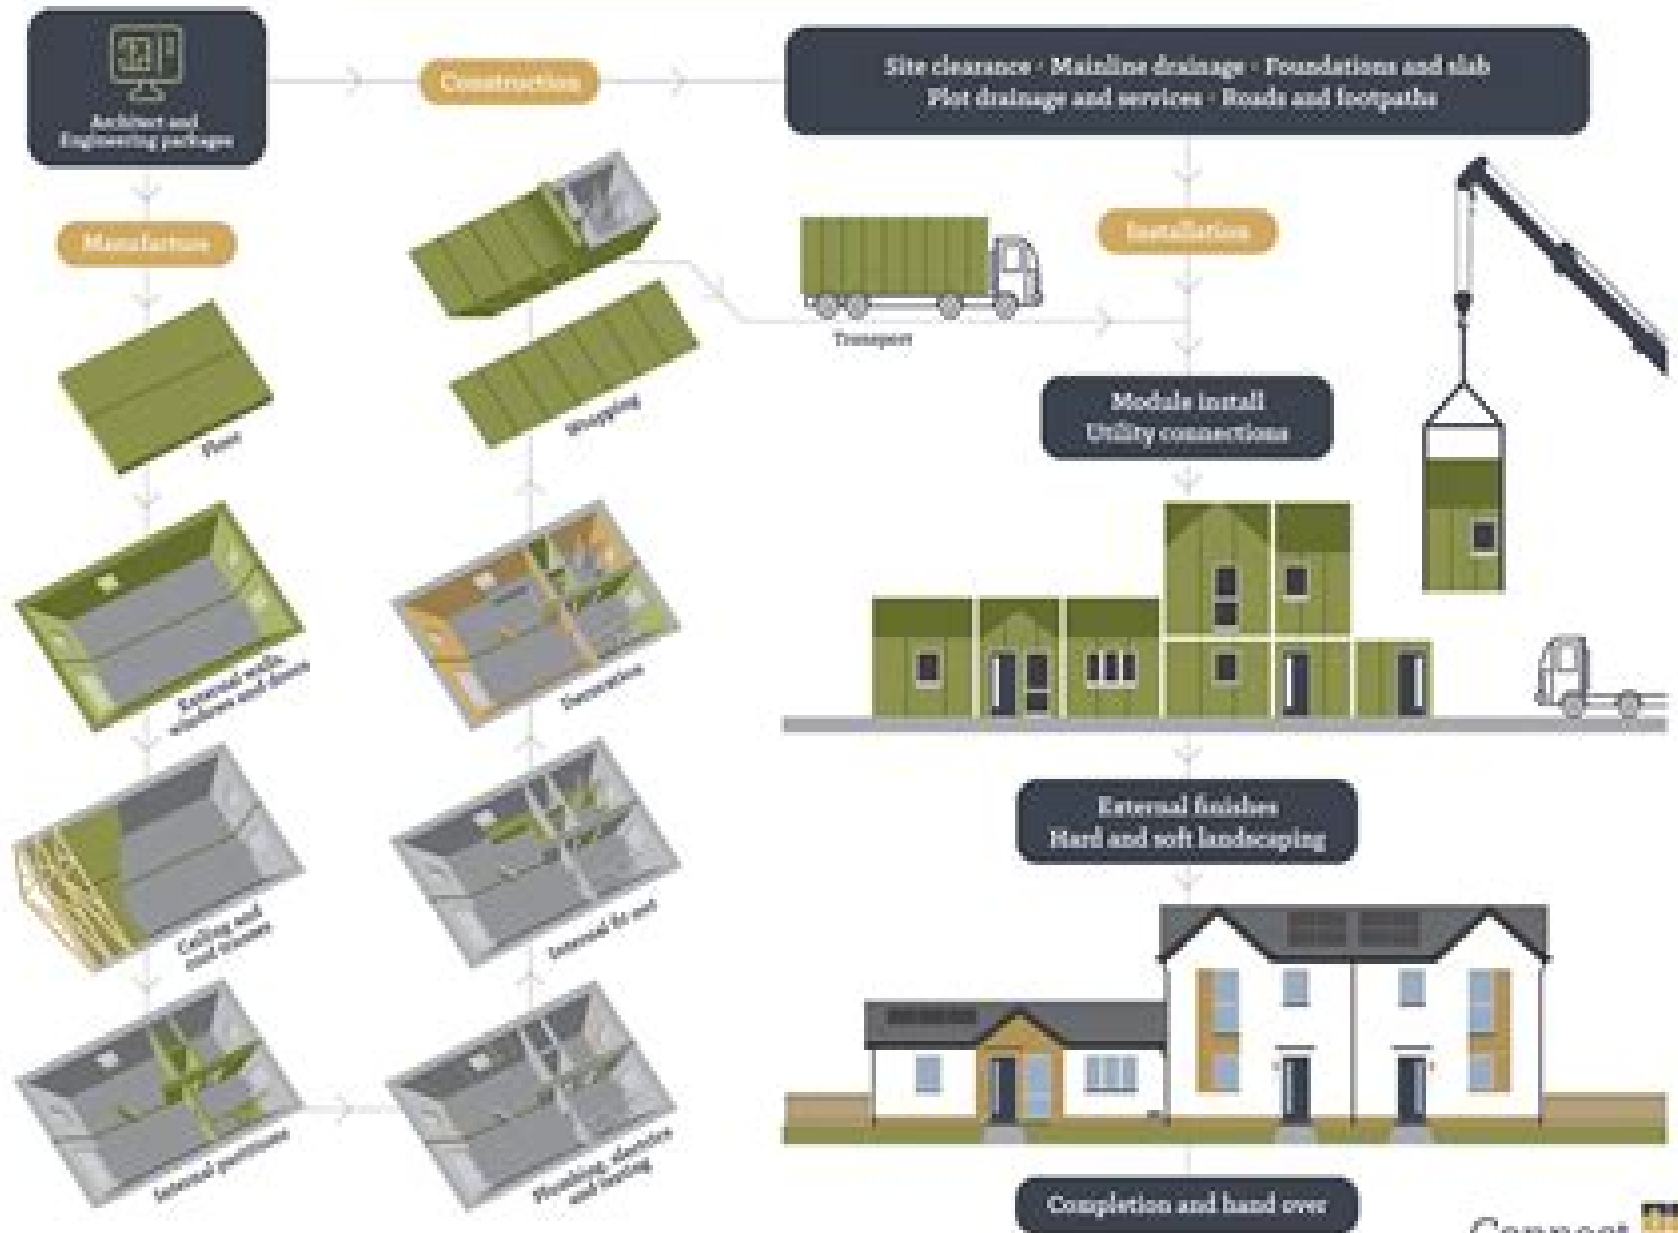 Architect and
Engineering packages
Construction
Site clearance · Mainline drainage · Foundations and slab
Plot drainage and services · Roads and footpaths
Manufacture
Installation
Transport
Floor
Wrapping
Module install
Utility connections
External walls,
windows and doors
Decoration
Ceiling and
roof trusses
Internal fit out
External finishes
Hard and soft landscaping
Internal partitions
Plumbing, electrics
and testing
Completion and hand over
Connect